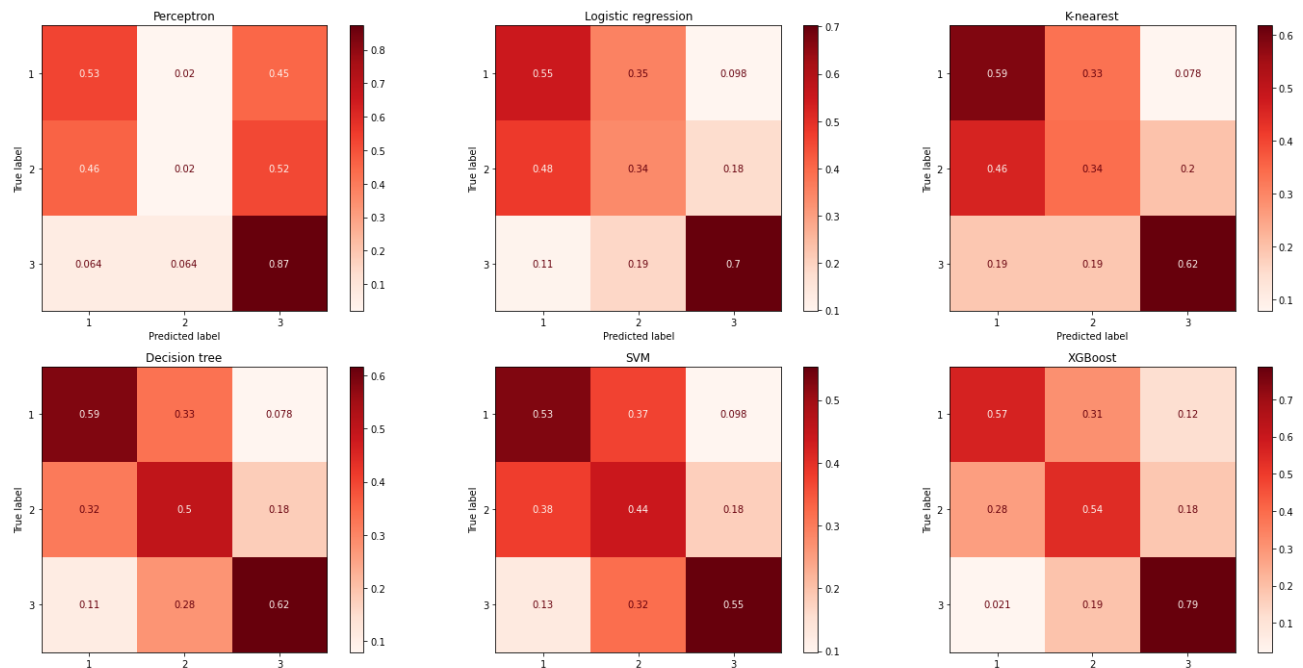 Perceptron
1
2
3
True label
0.53 0.02 0.45
0.46 0.02 0.52
0.064 0.064 0.87
1 2 3
Predicted label
0.8
0.7
0.6
0.5
0.4
0.3
0.2
0.1
Logistic regression
1
2
3
True label
0.55 0.35 0.098
0.48 0.34 0.18
0.11 0.19 0.7
1 2 3
Predicted label
0.7
0.6
0.5
0.4
0.3
0.2
0.1
K-nearest
1
2
3
True label
0.59 0.33 0.078
0.46 0.34 0.2
0.19 0.19 0.62
1 2 3
Predicted label
0.6
0.5
0.4
0.3
0.2
0.1
Decision tree
1
2
3
True label
0.59 0.33 0.078
0.32 0.5 0.18
0.11 0.28 0.62
1 2 3
0.6
0.5
0.4
0.3
0.2
0.1
SVM
1
2
3
True label
0.53 0.37 0.098
0.38 0.44 0.18
0.13 0.32 0.55
1 2 3
0.5
0.4
0.3
0.2
0.1
XGBoost
1
2
3
True label
0.57 0.31 0.12
0.28 0.54 0.18
0.021 0.19 0.79
1 2 3
0.7
0.6
0.5
0.4
0.3
0.2
0.1